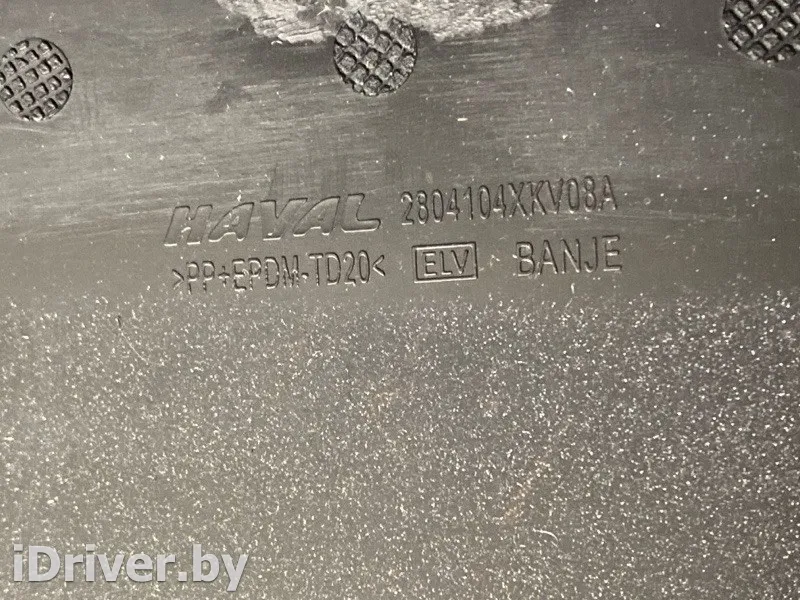 HAVAL 2804104XKV08A
>PP+EPDM-TD20< ELV BANJE
iDriver.by